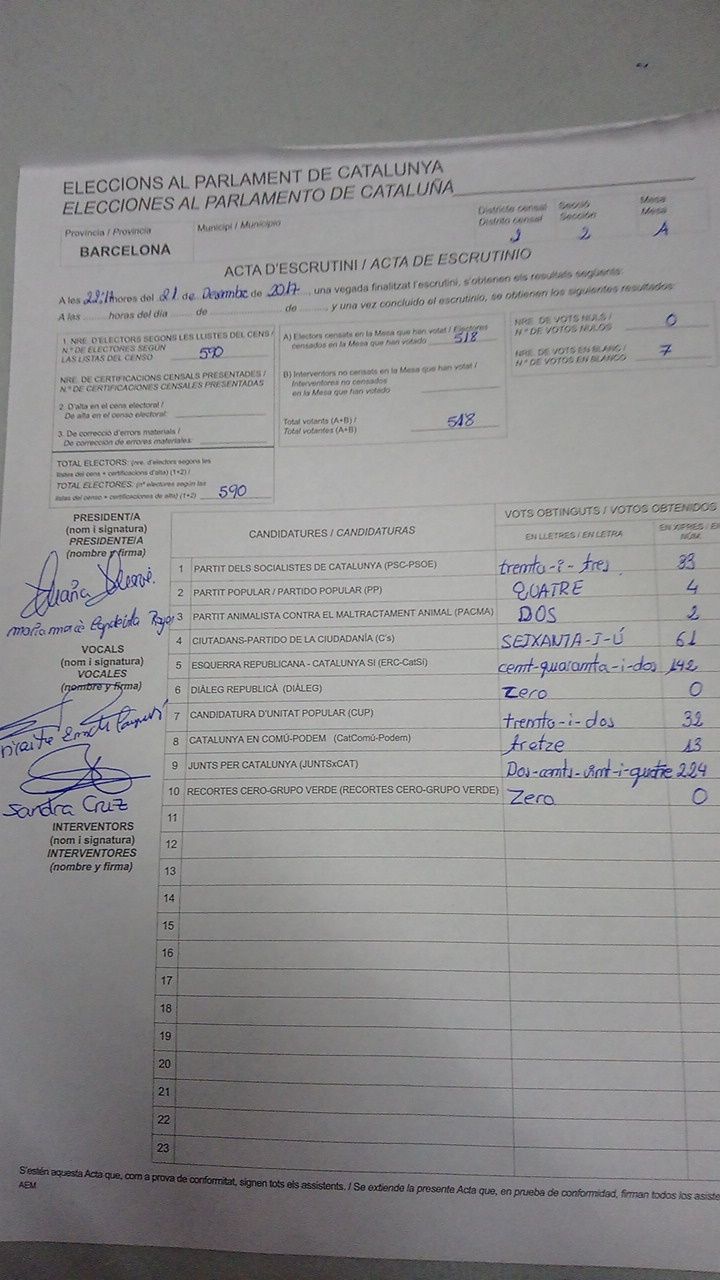 ELECCIONS AL PARLAMENT DE CATALUNYA
ELECCIONES AL PARLAMENTO DE CATALUÑA
Província / Provincia
BARCELONA
Municipi / Municipio
Districte censal
Distrito censal
2
Secció
Sección
2
Mesa
Mesa
A
ACTA D'ESCRUTINI / ACTA DE ESCRUTINIO
A les 22:17 hores del 21 de Desembre de 2017, una vegada finalitzat l'escrutini, s'obtenen els resultats següents:
A las ........ horas del día ........ de ........ de ........ y una vez concluido el escrutinio, se obtienen los siguientes resultados:
1. NRE. D'ELECTORS SEGONS LES LLISTES DEL CENS /
N.º DE ELECTORES SEGÚN
LAS LISTAS DEL CENSO 590
NRE. DE CERTIFICACIONS CENSALS PRESENTADES /
N.º DE CERTIFICACIONES CENSALES PRESENTADAS
2. D'alta en el cens electoral /
De alta en el censo electoral:
3. De correcció d'errors materials /
De corrección de errores materiales:
TOTAL ELECTORS: (nre. d'electors segons les
llistes del cens + certificacions d'alta) (1+2) /
TOTAL ELECTORES: (nº electores según las
listas del censo + certificaciones de alta) (1+2) 590
A) Electors censats en la Mesa que han votat / Electores
censados en la Mesa que han votado 518
B) Interventors no censats en la Mesa que han votat /
Interventores no censados
en la Mesa que han votado
Total votants (A+B) /
Total votantes (A+B) 518
NRE. DE VOTS NULS /
N.º DE VOTOS NULOS 0
NRE. DE VOTS EN BLANC /
N.º DE VOTOS EN BLANCO 7
PRESIDENT/A
(nom i signatura)
PRESIDENTE/A
(nombre y firma)
VOCALS
(nom i signatura)
VOCALES
(nombre y firma)
Sandra Cruz
INTERVENTORS
(nom i signatura)
INTERVENTORES
(nombre y firma)
CANDIDATURES / CANDIDATURAS
VOTS OBTINGUTS / VOTOS OBTENIDOS
EN LLETRES / EN LETRA
EN XIFRES / EN
NÚM.
1 PARTIT DELS SOCIALISTES DE CATALUNYA (PSC-PSOE) trenta-i-tres 33
2 PARTIT POPULAR / PARTIDO POPULAR (PP) QUATRE 4
3 PARTIT ANIMALISTA CONTRA EL MALTRACTAMENT ANIMAL (PACMA) DOS 2
4 CIUTADANS-PARTIDO DE LA CIUDADANÍA (C's) SEIXANTA-I-Ú 61
5 ESQUERRA REPUBLICANA - CATALUNYA SI (ERC-CatSí) cent-quaranta-i-dos 142
6 DIÀLEG REPUBLICÀ (DIÀLEG) Zero 0
7 CANDIDATURA D'UNITAT POPULAR (CUP) trenta-i-dos 32
8 CATALUNYA EN COMÚ-PODEM (CatComú-Podem) tretze 13
9 JUNTS PER CATALUNYA (JUNTSxCAT) Dos-cents-vint-i-quatre 224
10 RECORTES CERO-GRUPO VERDE (RECORTES CERO-GRUPO VERDE) Zero 0
11
12
13
14
15
16
17
18
19
20
21
22
23
S'estén aquesta Acta que, com a prova de conformitat, signen tots els assistents. / Se extiende la presente Acta que, en prueba de conformidad, firman todos los asiste
AEM